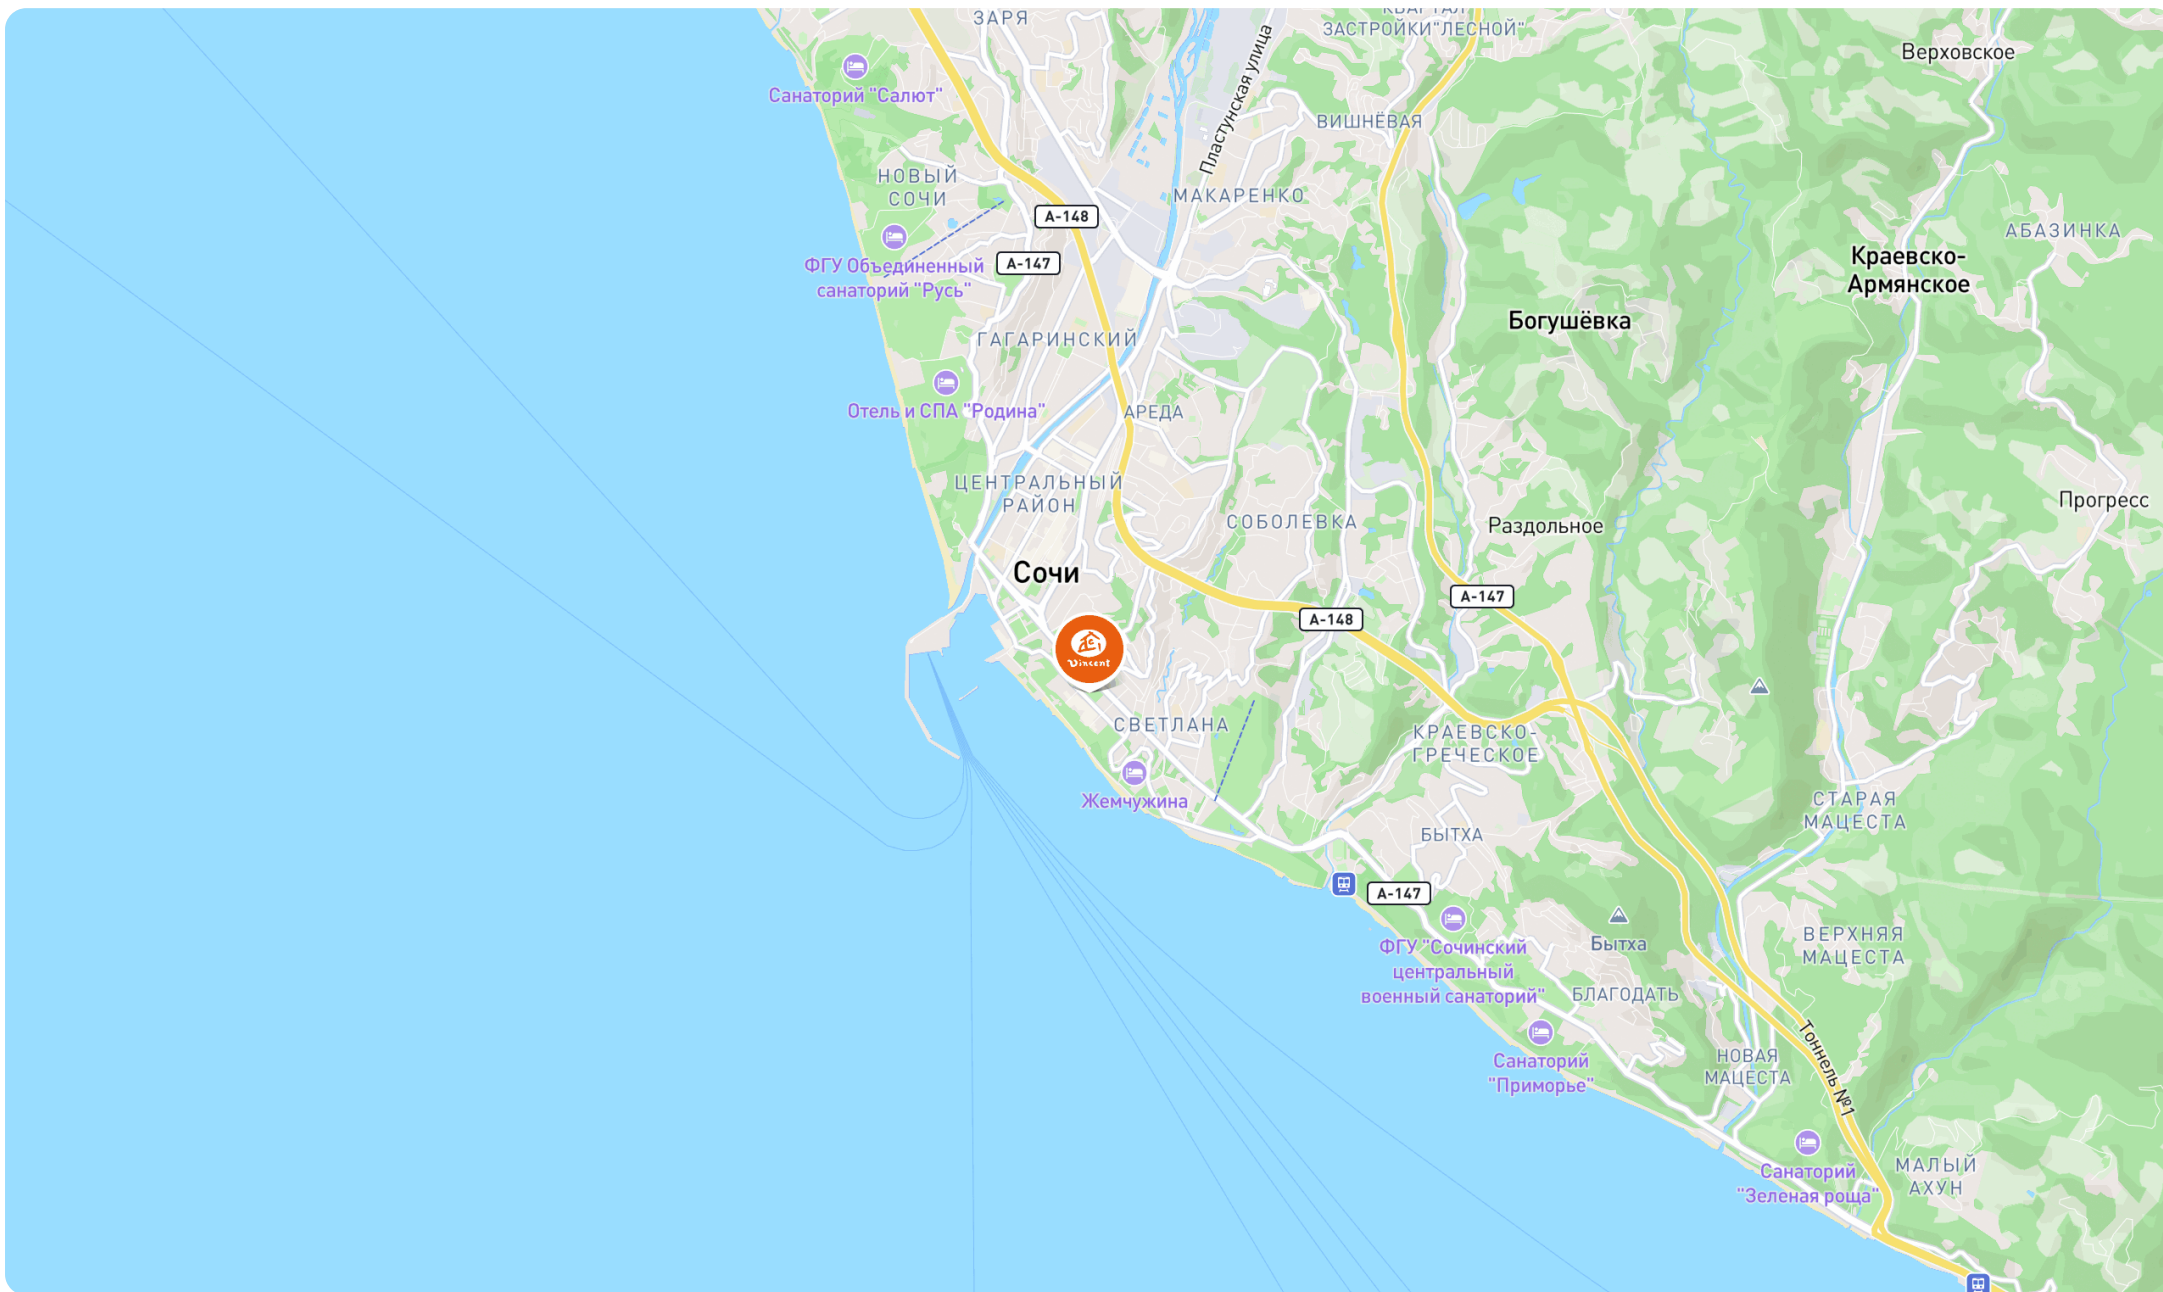 ЗАРЯ
КВАРТАЛ
ЗАСТРОЙКИ"ЛЕСНОЙ"
Верховское
Санаторий "Салют"
Пластунская улица
ВИШНЁВАЯ
НОВЫЙ
СОЧИ
МАКАРЕНКО
А-148
АБАЗИНКА
А-147
ФГУ Объединенный
санаторий "Русь"
Краевско-
Армянское
Богушёвка
ГАГАРИНСКИЙ
Отель и СПА "Родина"
АРЕДА
ЦЕНТРАЛЬНЫЙ
РАЙОН
Прогресс
СОБОЛЕВКА
Раздольное
Сочи
А-147
А-148
Vincent
СВЕТЛАНА
КРАЕВСКО-
ГРЕЧЕСКОЕ
Жемчужина
СТАРАЯ
МАЦЕСТА
БЫТХА
А-147
ФГУ "Сочинский
центральный
военный санаторий"
Бытха
ВЕРХНЯЯ
МАЦЕСТА
БЛАГОДАТЬ
Санаторий
"Приморье"
НОВАЯ
МАЦЕСТА
Тоннель №1
Санаторий
"Зеленая роща"
МАЛЫЙ
АХУН